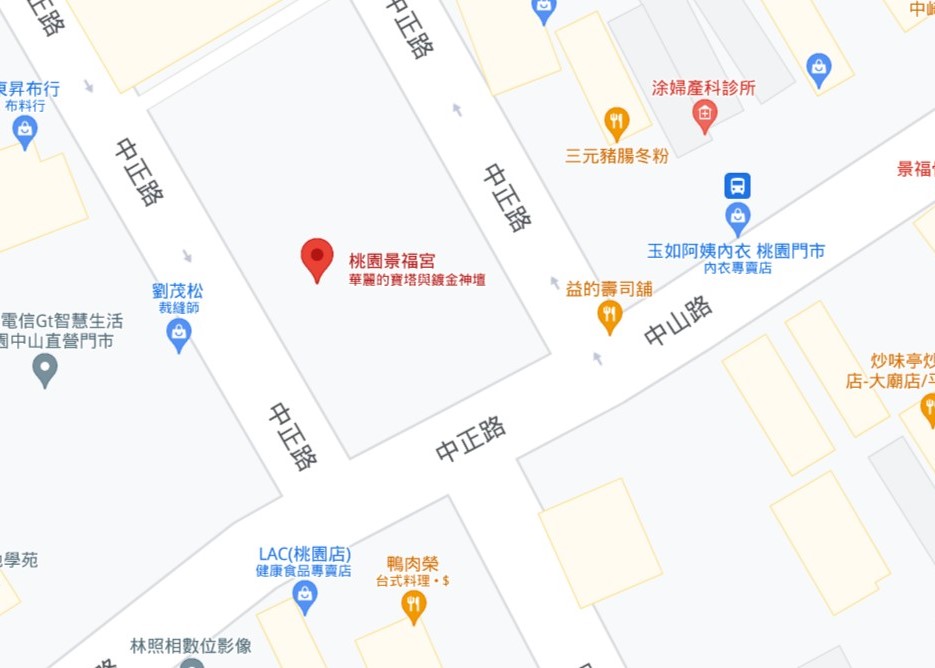 中正路
中正路
東昇布行
布料行
涂婦產科診所
三元豬腸冬粉
中正路
中正路
玉如阿姨內衣 桃園門市
內衣專賣店
桃園景福宮
華麗的寶塔與鍍金神壇
劉茂松
裁縫師
益的壽司舖
中山路
電信Gt智慧生活
園中山直營門市
炒味亭炒
店-大廟店/平
中正路
中正路
學苑
LAC(桃園店)
健康食品專賣店
鴨肉榮
台式料理・$
林照相數位影像
路